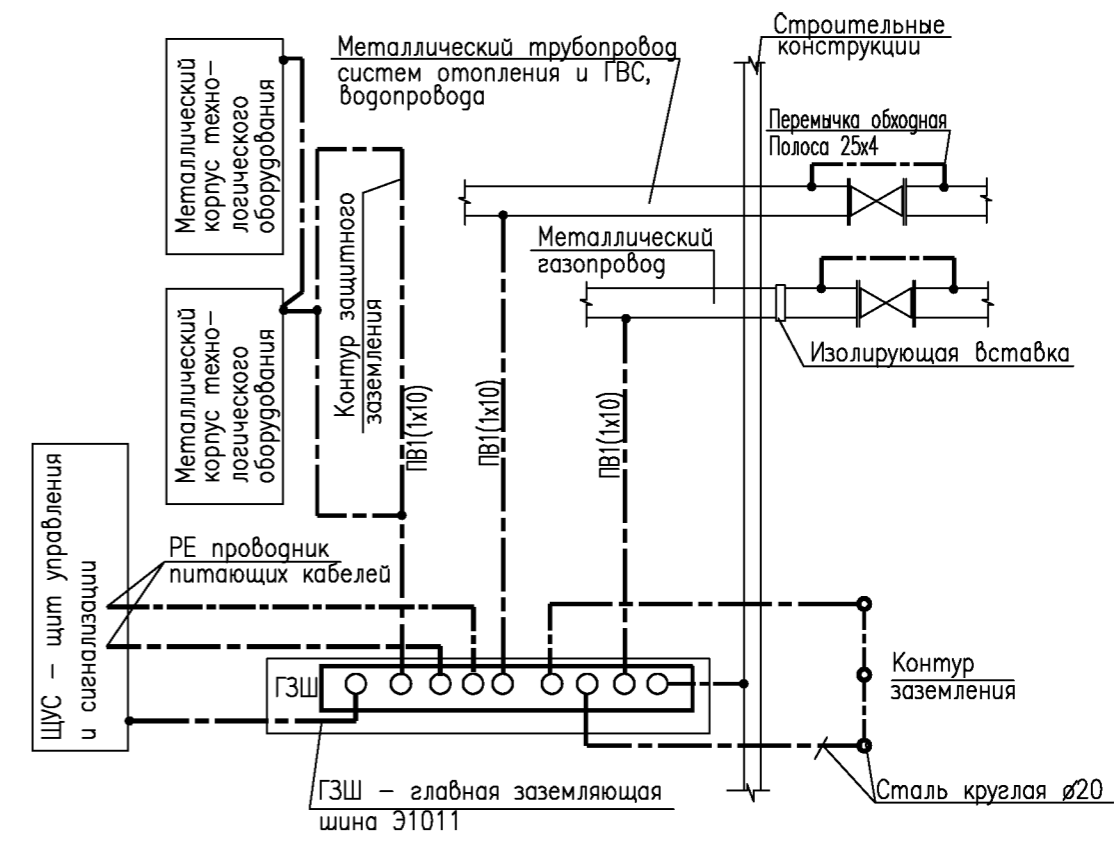 Строительные
конструкции
Металлический трубопровод
систем отопления и ГВС,
водопровода
Металлический
корпус техно-
логического
оборудования
Перемычка обходная
Полоса 25х4
Контур защитного
заземления
Металлический
газопровод
Металлический
корпус техно-
логического
оборудования
Изолирующая вставка
ПВ1(1х10)
ПВ1(1х10)
ПВ1(1х10)
ЩУС – щит управления
и сигнализации
РЕ проводник
питающих кабелей
ГЗШ
Контур
заземления
ГЗШ – главная заземляющая
шина Э1011
Сталь круглая ø20